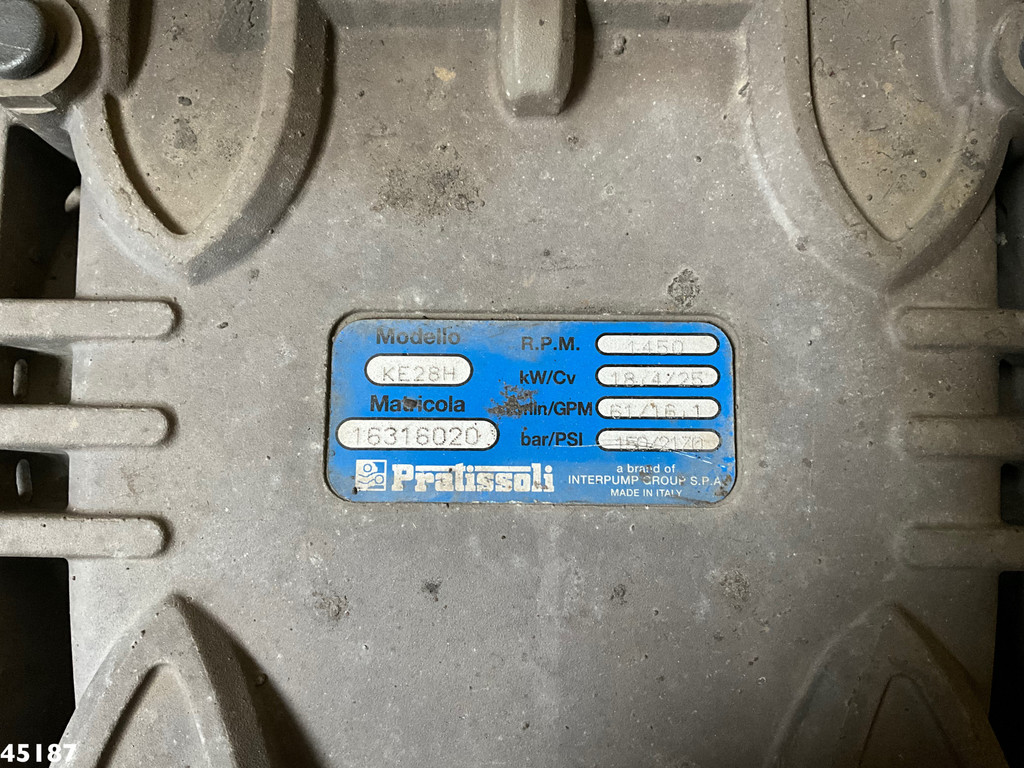 Modello
KE28H
Matricola
16316020
R.P.M. 1450
kW/Cv 18/4/25
min/GPM 61/16.1
bar/PSI 150/2170
Pratissoli
a brand of
INTERPUMP GROUP S.P.A
MADE IN ITALY
45187